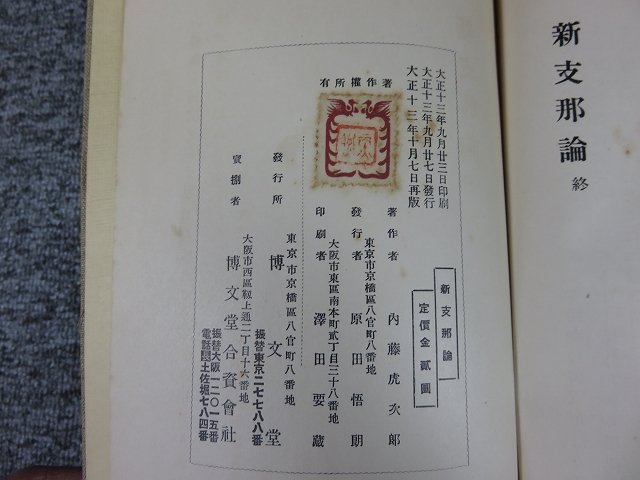 新支那論 終
大正十三年九月廿三日印刷
大正十三年九月廿七日發行
大正十三年十月七日再版
有所權作著
新支那論
定價金貳圓
著作者 內藤虎次郎
東京市京橋區八官町八番地
發行者 原田悟朗
大阪市東區南本町貳丁目三十八番地
印刷者 澤田要藏
東京市京橋區八官町八番地
發行所 博文堂
振替東京二七七八八番
大阪市西區靱上通二丁目十六番地
賣捌者 博文堂合資會社
振替大阪一二〇一五番
電話土佐堀七八四番